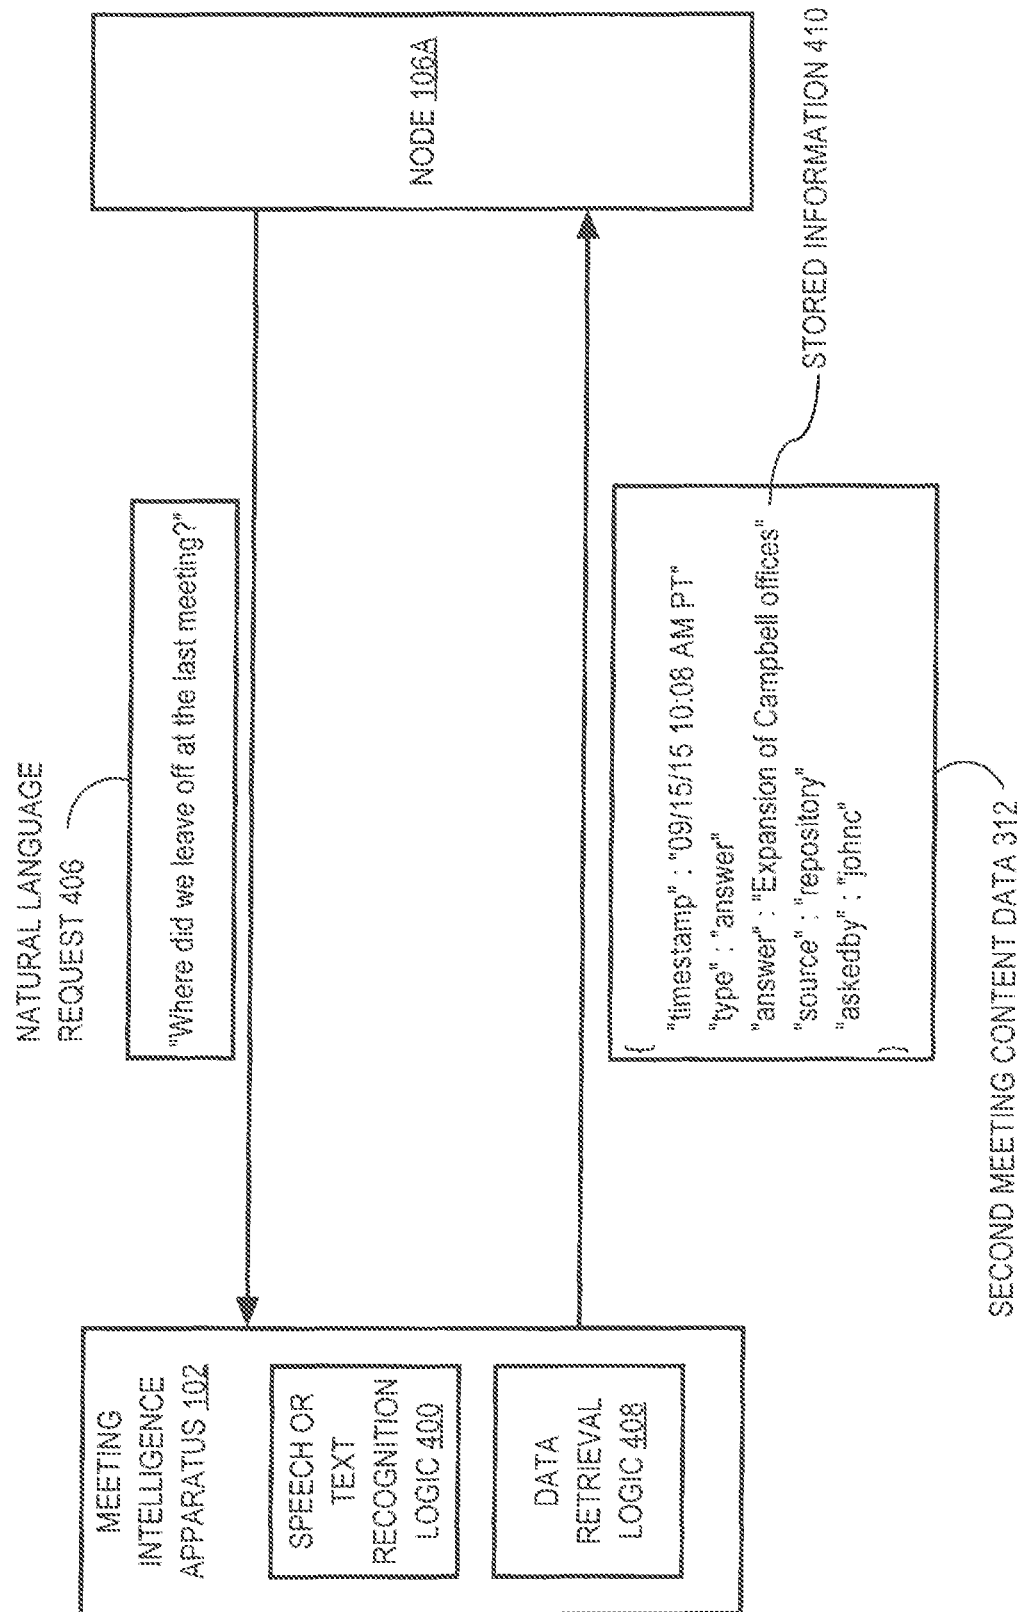 MEETING
INTELLIGENCE
APPARATUS 102
SPEECH OR
TEXT
RECOGNITION
LOGIC 400
DATA
RETRIEVAL
LOGIC 408
NATURAL LANGUAGE
REQUEST 406
"Where did we leave off at the last meeting?"
{
"timestamp" : "09/15/15 10:08 AM PT"
"type" : "answer"
"answer" : "Expansion of Campbell offices"
"source" : "repository"
"askedby" : "johnc"
}
SECOND MEETING CONTENT DATA 312
STORED INFORMATION 410
NODE 106A